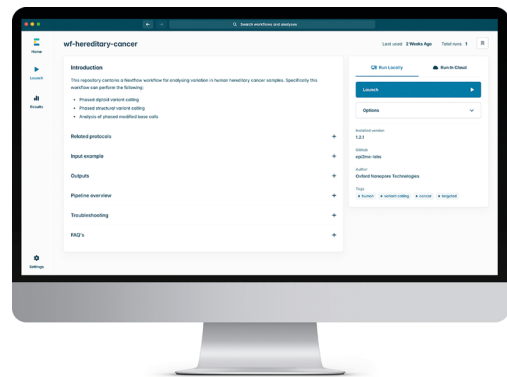 Search workflows and analyses
Home
Launch
Results
Settings
wf-hereditary-cancer
Last used 2 Weeks Ago Total runs 1
Introduction
This repository contains a Nextflow workflow for analysing variation in human hereditary cancer samples. Specifically this
workflow can perform the following:
• Phased diploid variant calling
• Phased structural variant calling
• Analysis of phased modified base calls
Related protocols +
Input example +
Outputs +
Pipeline overview +
Troubleshooting +
FAQ's +
Run Locally Run In Cloud
Launch
Options
Installed version
1.2.1
GitHub
epi2me-labs
Author
Oxford Nanopore Technologies
Tags
human variant calling cancer targeted